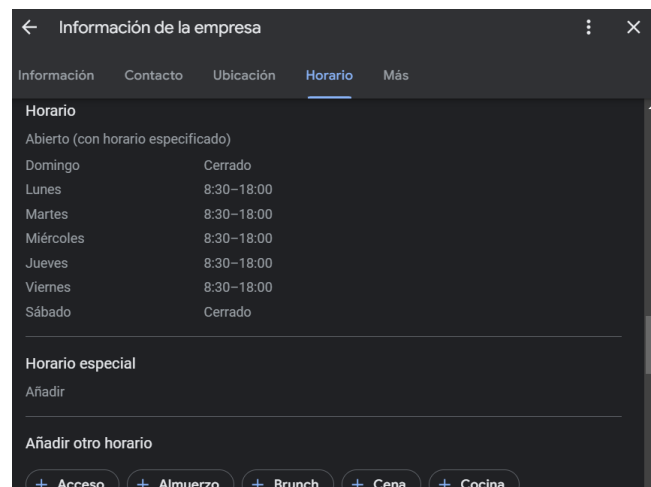 Información de la empresa
Información Contacto Ubicación Horario Más
Horario
Abierto (con horario especificado)
Domingo Cerrado
Lunes 8:30–18:00
Martes 8:30–18:00
Miércoles 8:30–18:00
Jueves 8:30–18:00
Viernes 8:30–18:00
Sábado Cerrado
Horario especial
Añadir
Añadir otro horario
+ Acceso + Almuerzo + Brunch + Cena + Cocina